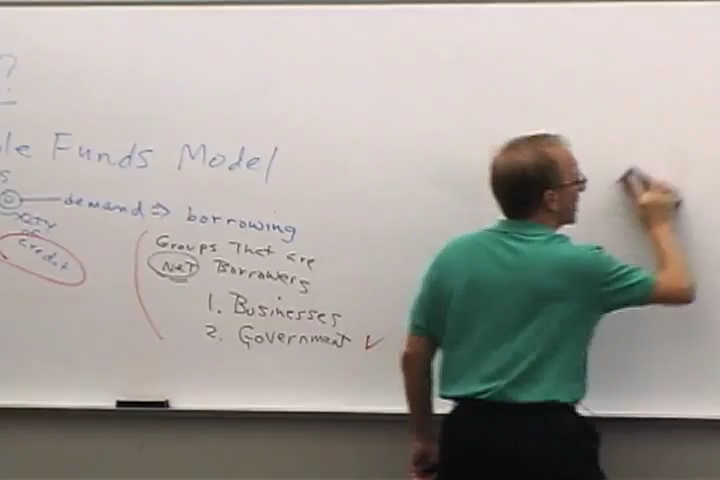 ?
le Funds Model
s
D demand ⇒ borrowing
credit
Groups That are
NET Borrowers
1. Businesses
2. Government ✓